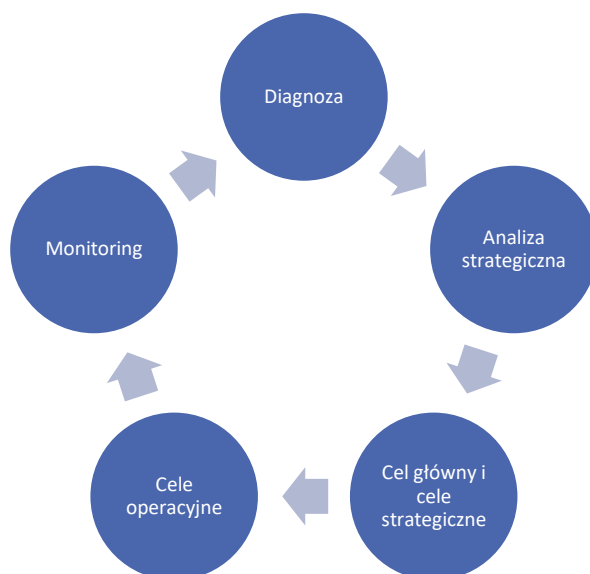 Diagnoza
Analiza
strategiczna
Cel główny i
cele
strategiczne
Cele
operacyjne
Monitoring